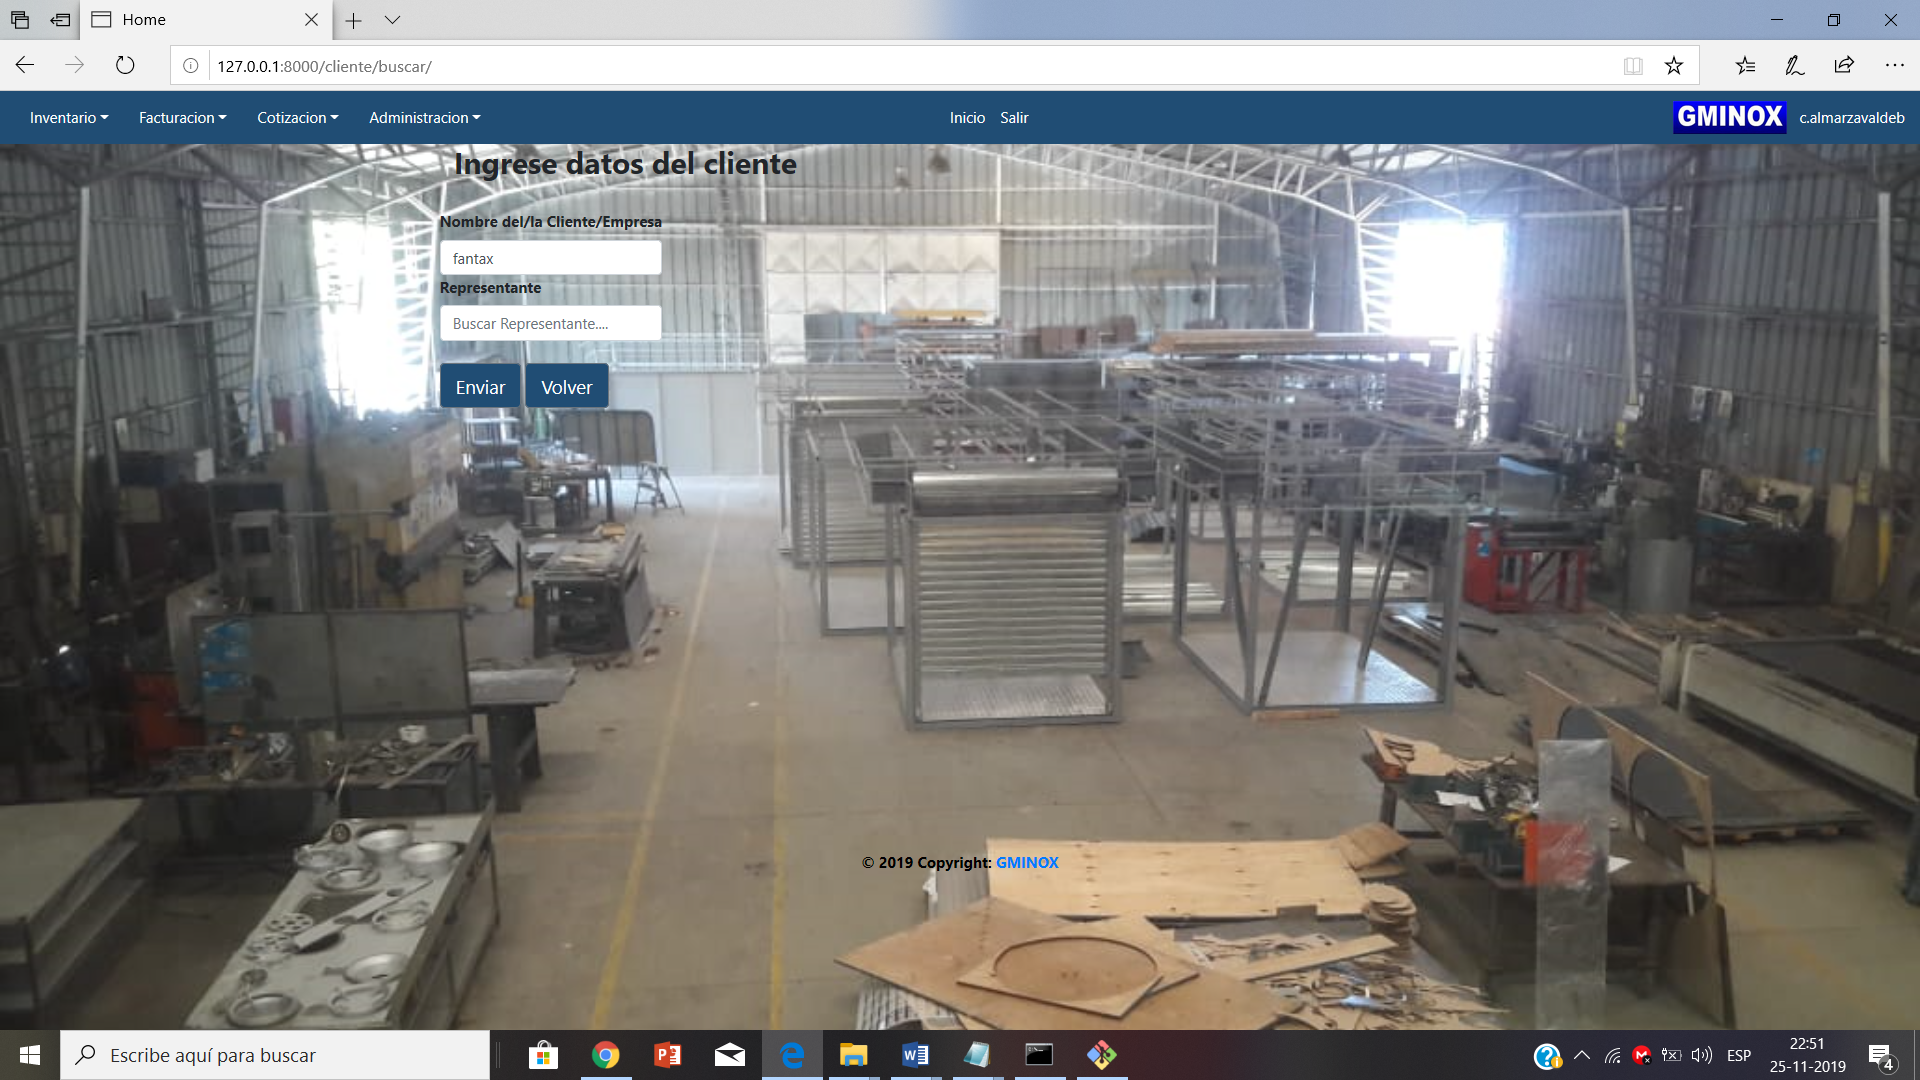 Home
127.0.0.1:8000/cliente/buscar/
Inventario Facturacion Cotizacion Administracion Inicio Salir GMINOX c.almarzavaldeb
Ingrese datos del cliente
Nombre del/la Cliente/Empresa
fantax
Representante
Buscar Representante....
Enviar Volver
© 2019 Copyright: GMINOX
Escribe aquí para buscar
ESP
22:51
25-11-2019
4